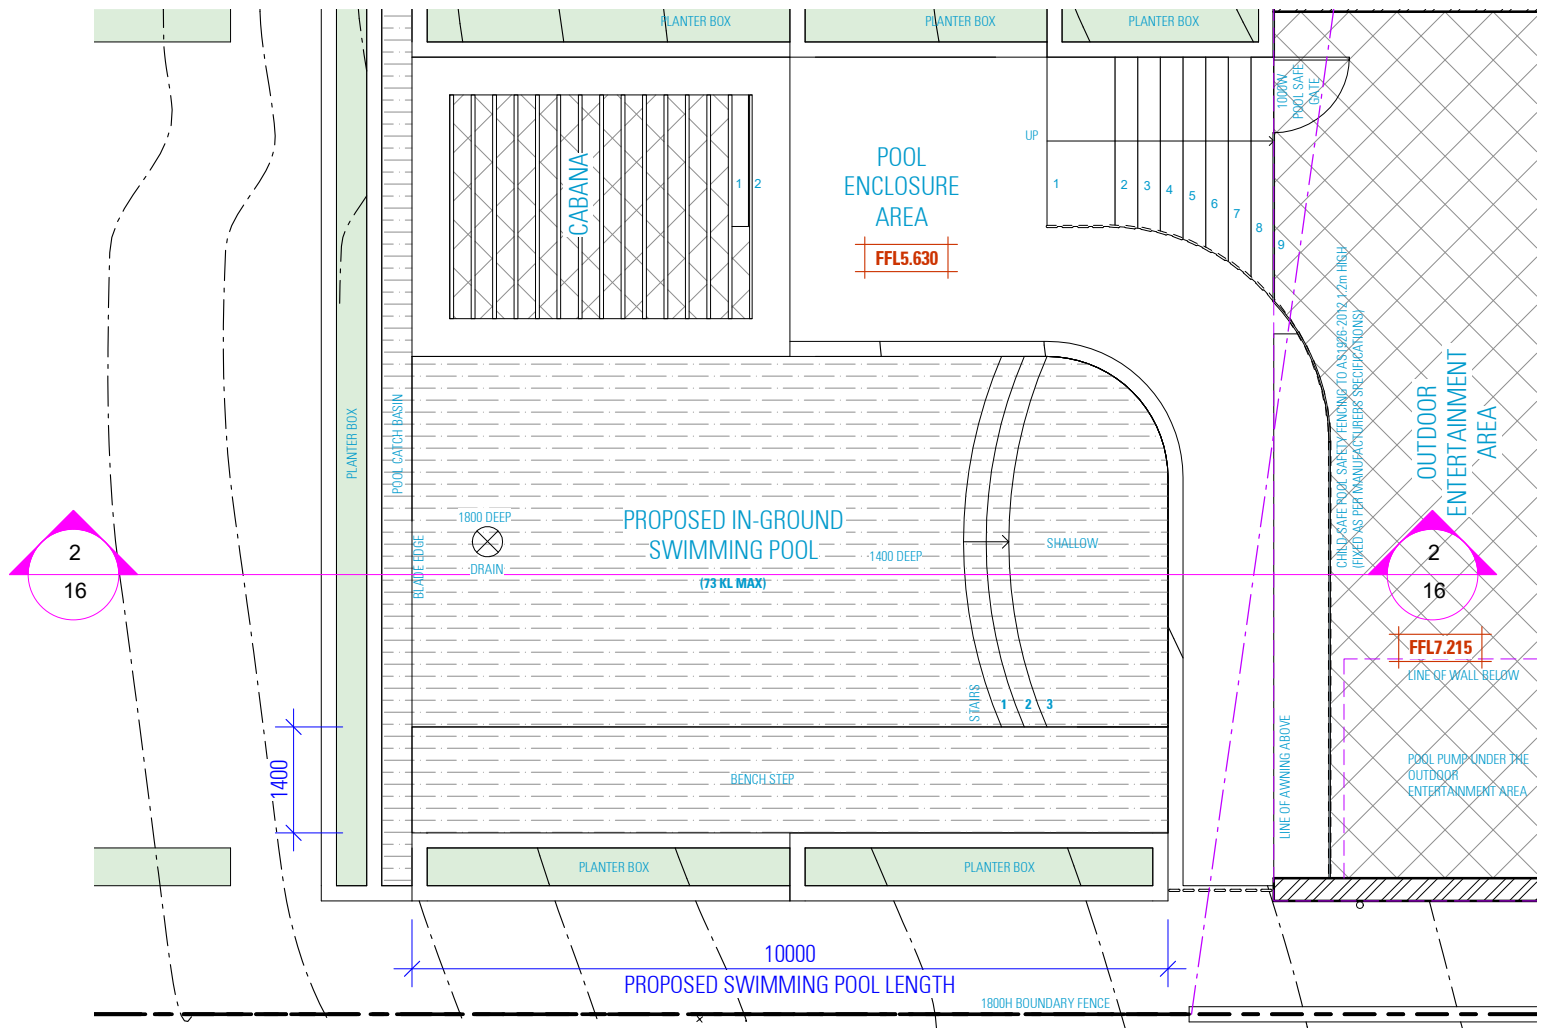 PLANTER BOX
PLANTER BOX
PLANTER BOX
1000W
POOL SAFE
GATE
UP
POOL
ENCLOSURE
AREA
FFL5.630
CABANA
1 2
1 2 3 4 5 6 7 8 9
CHILD SAFE POOL SAFETY FENCING TO AS1926-2012 1.2m HIGH
(FIXED AS PER MANUFACTURERS SPECIFICATIONS)
OUTDOOR
ENTERTAINMENT
AREA
PLANTER BOX
POOL CATCH BASIN
BLADE EDGE
1800 DEEP
DRAIN
PROPOSED IN-GROUND
SWIMMING POOL
(73 KL MAX)
1400 DEEP
SHALLOW
2
16
2
16
FFL7.215
LINE OF WALL BELOW
STAIRS
1 2 3
LINE OF AWNING ABOVE
POOL PUMP UNDER THE
OUTDOOR
ENTERTAINMENT AREA
1400
BENCH STEP
PLANTER BOX
PLANTER BOX
10000
PROPOSED SWIMMING POOL LENGTH
1800H BOUNDARY FENCE